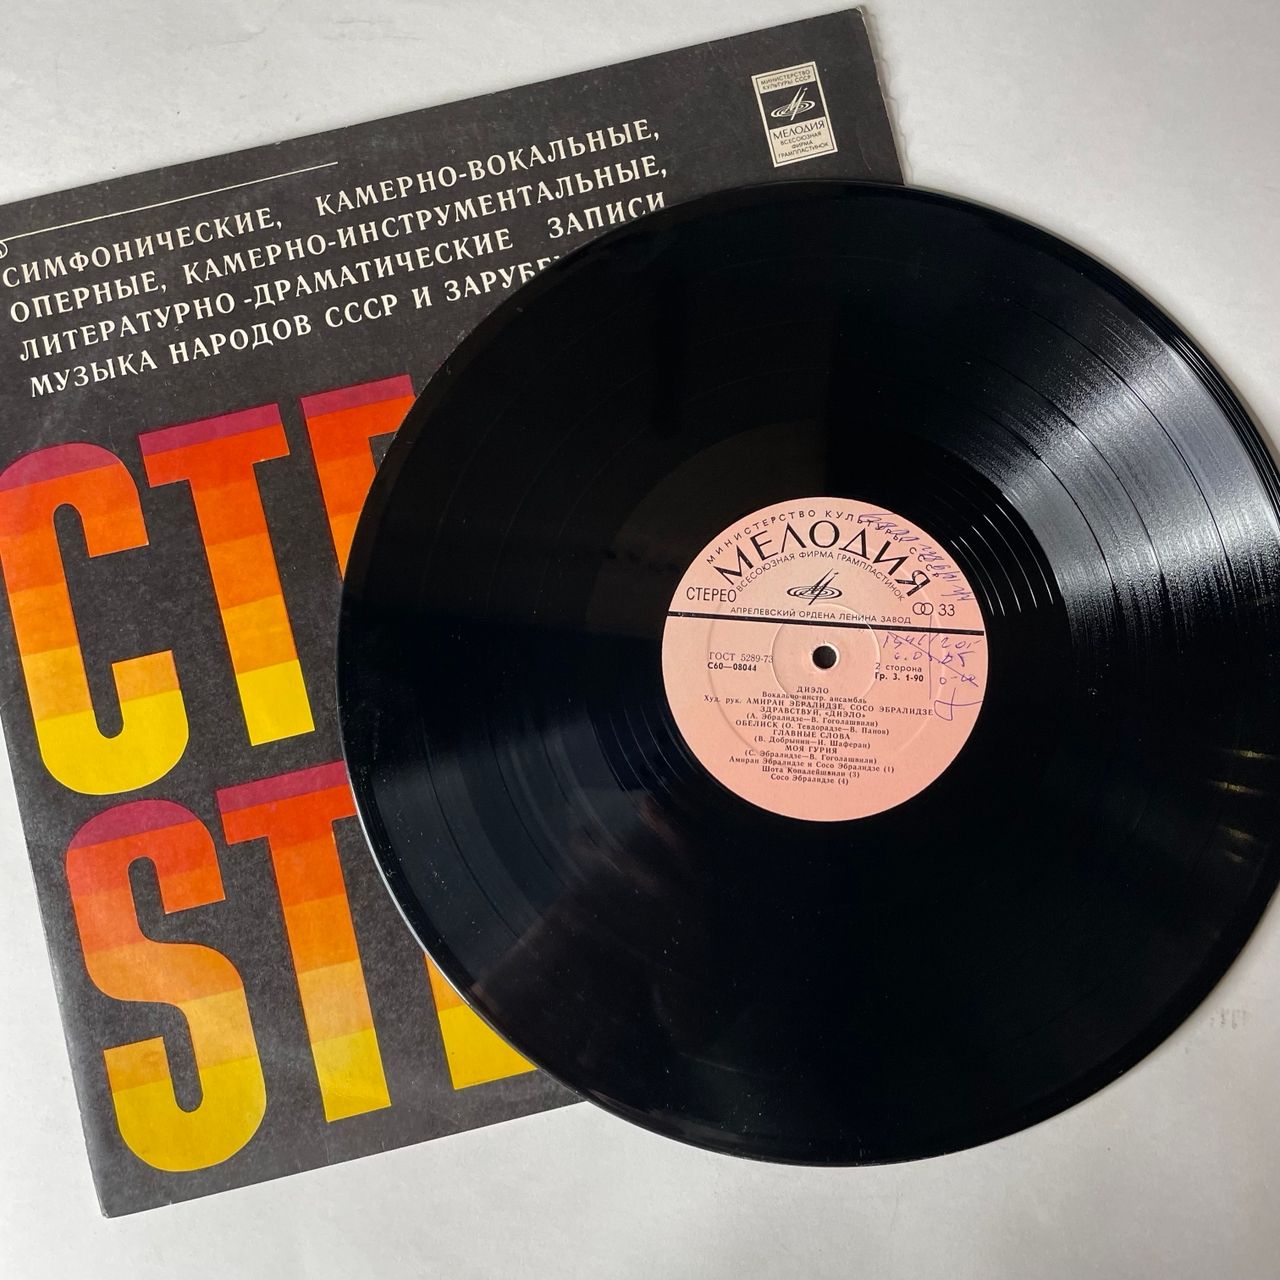 МИНИСТЕРСТВО
КУЛЬТУРЫ СССР
МЕЛОДИЯ
ВСЕСОЮЗНАЯ
ФИРМА
ГРАМПЛАСТИНОК
СИМФОНИЧЕСКИЕ, КАМЕРНО-ВОКАЛЬНЫЕ,
ОПЕРНЫЕ, КАМЕРНО-ИНСТРУМЕНТАЛЬНЫЕ,
ЛИТЕРАТУРНО-ДРАМАТИЧЕСКИЕ ЗАПИСИ
МУЗЫКА НАРОДОВ СССР И ЗАРУБЕ
СТЕ
STE
МИНИСТЕРСТВО КУЛЬТУРЫ СССР
МЕЛОДИЯ
ВСЕСОЮЗНАЯ ФИРМА ГРАМПЛАСТИНОК
СТЕРЕО
33
АПРЕЛЕВСКИЙ ОРДЕНА ЛЕНИНА ЗАВОД
ГОСТ 5289-73
С60—08044
2 сторона
Гр. 3. 1-90
ДИЭЛО
Вокально-инстр. ансамбль
Худ. рук. АМИРАН ЭБРАЛИДЗЕ, СОСО ЭБРАЛИДЗЕ
ЗДРАВСТВУЙ, «ДИЭЛО»
(А. Эбралидзе—В. Гоголашвили)
ОБЕЛИСК (О. Тевдорадзе—В. Панов)
ГЛАВНЫЕ СЛОВА
(В. Добрынин—И. Шаферан)
МОЯ ГУРИЯ
(С. Эбралидзе—В. Гоголашвили)
Амиран Эбралидзе и Сосо Эбралидзе (1)
Шота Ковалейшвили (3)
Сосо Эбралидзе (4)